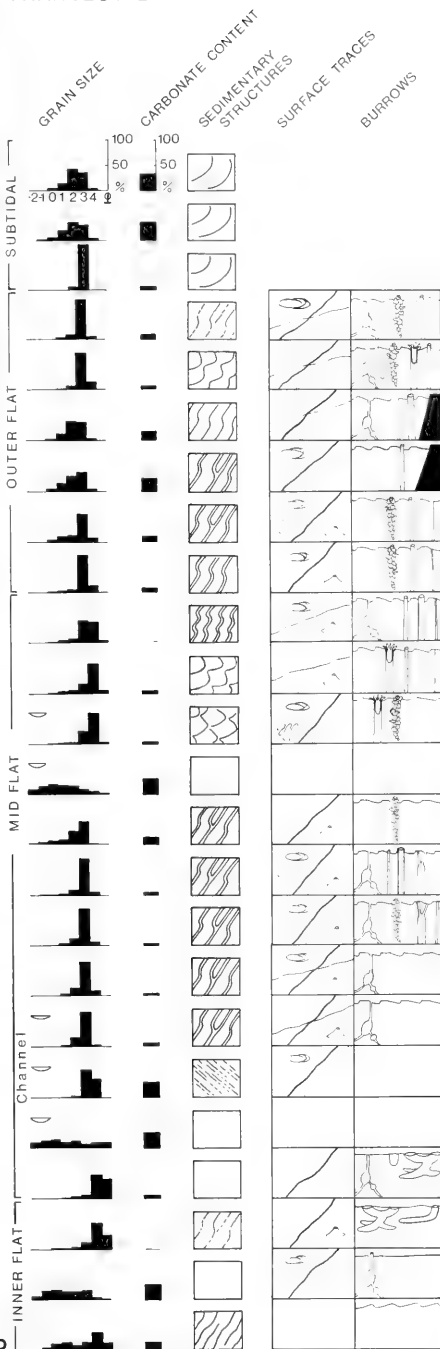 GRAIN SIZE
CARBONATE CONTENT
SEDIMENTARY
STRUCTURES
SURFACE TRACES
BURROWS
100
100
50
50
%
%
-2-1 0 1 2 3 4 9
SUBTIDAL
OUTER FLAT
MID FLAT
Channel
INNER FLAT